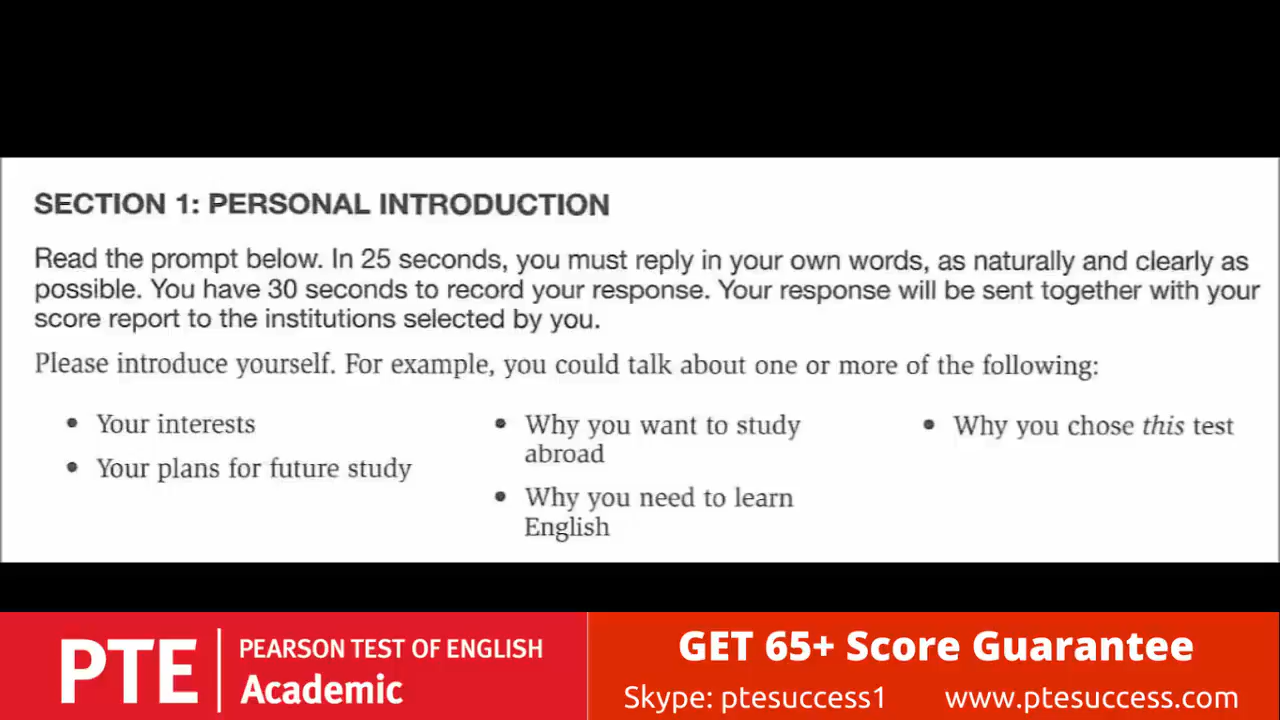 SECTION 1: PERSONAL INTRODUCTION
Read the prompt below. In 25 seconds, you must reply in your own words, as naturally and clearly as
possible. You have 30 seconds to record your response. Your response will be sent together with your
score report to the institutions selected by you.
Please introduce yourself. For example, you could talk about one or more of the following:
• Your interests
• Your plans for future study
• Why you want to study
abroad
• Why you need to learn
English
• Why you chose this test
PTE
PEARSON TEST OF ENGLISH
Academic
GET 65+ Score Guarantee
Skype: ptesuccess1
www.ptesuccess.com